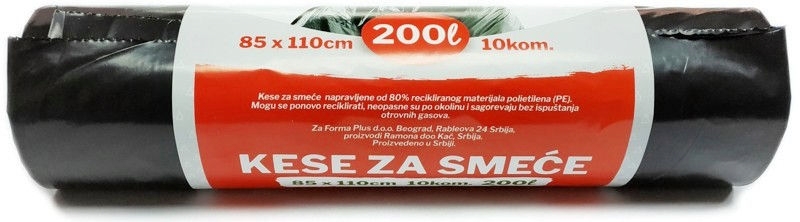 85 x 110cm 200l 10kom.
Kese za smeće napravljene od 80% recikliranog materijala polietilena (PE).
Mogu se ponovo reciklirati, neopasne su po okolinu i sagorevaju bez ispuštanja
otrovnih gasova.
Za Forma Plus d.o.o. Beograd, Rableova 24 Srbija,
proizvodi Ramona doo Kać, Srbija.
Proizvedeno u Srbiji.
KESE ZA SMEĆE
85 x 110cm 10kom. 200l